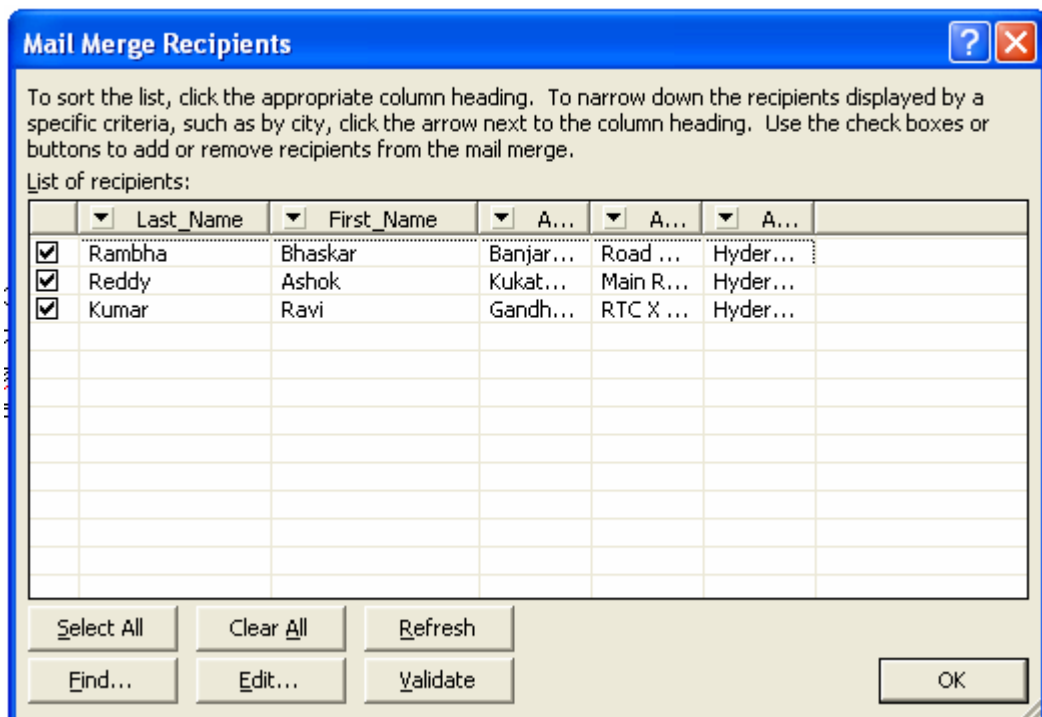 Mail Merge Recipients
To sort the list, click the appropriate column heading. To narrow down the recipients displayed by a
specific criteria, such as by city, click the arrow next to the column heading. Use the check boxes or
buttons to add or remove recipients from the mail merge.
List of recipients:
Last_Name First_Name A... A... A...
Rambha Bhaskar Banjar... Road ... Hyder...
Reddy Ashok Kukat... Main R... Hyder...
Kumar Ravi Gandh... RTC X ... Hyder...
Select All Clear All Refresh
Find... Edit... Validate OK